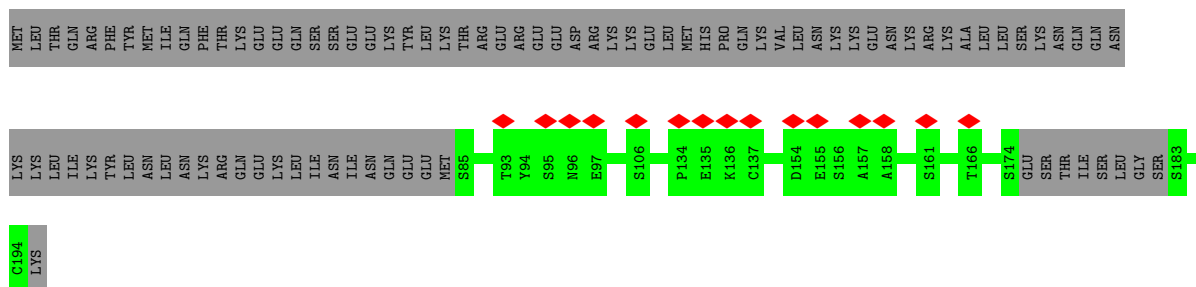 MET LEU THR GLN ARG PHE TYR MET ILE GLN PHE THR LYS GLU GLU GLN SER SER GLU GLU LYS TYR LEU LYS THR ARG GLU ARG GLU GLU ASP ARG LYS LYS GLU LEU MET HIS PRO GLN LYS VAL LEU ASN LYS LYS GLU ASN LYS ARG LYS ALA LEU LEU SER LYS ASN GLN GLN ASN
LYS LYS LEU ILE LYS TYR LEU ASN LEU ASN LYS ARG GLN GLU LYS LEU ILE ASN ILE ASN GLN GLU GLU MET S85 T93 Y94 S95 N96 E97 S106 P134 E135 K136 C137 D154 E155 S156 A157 A158 S161 T166 S174 GLU SER THR ILE SER LEU GLY SER S183
C194 LYS